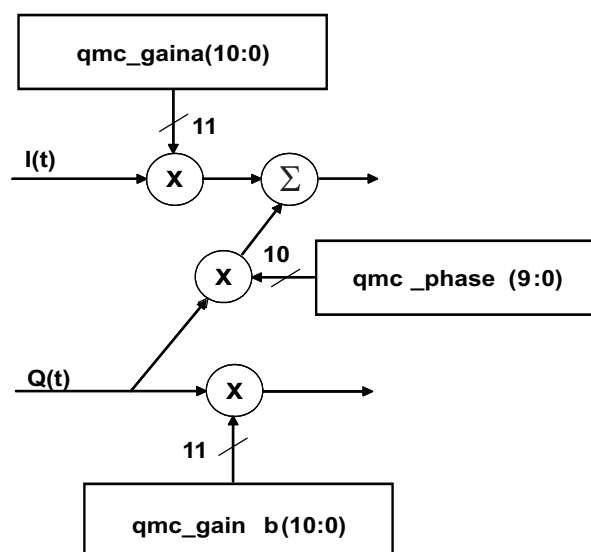 qmc_gaina(10:0)
11
I(t)
X
Σ
10
X
qmc _phase (9:0)
Q(t)
X
11
qmc_gain b(10:0)